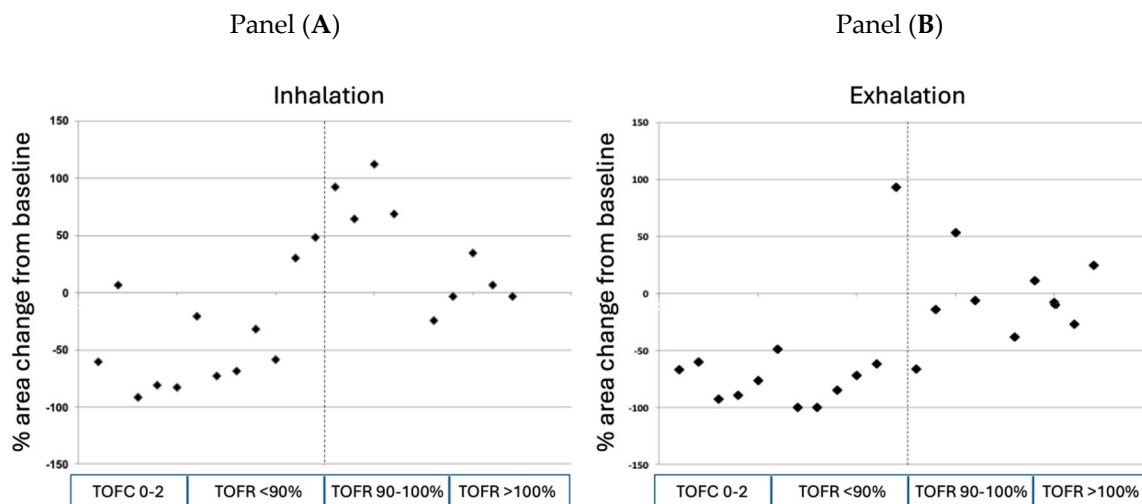 Panel (A)
Panel (B)
Inhalation
% area change from baseline
150
100
50
0
-50
-100
-150
TOFC 0-2 TOFR <90% TOFR 90-100% TOFR >100%
Exhalation
% area change from baseline
150
100
50
0
-50
-100
-150
TOFC 0-2 TOFR <90% TOFR 90-100% TOFR >100%